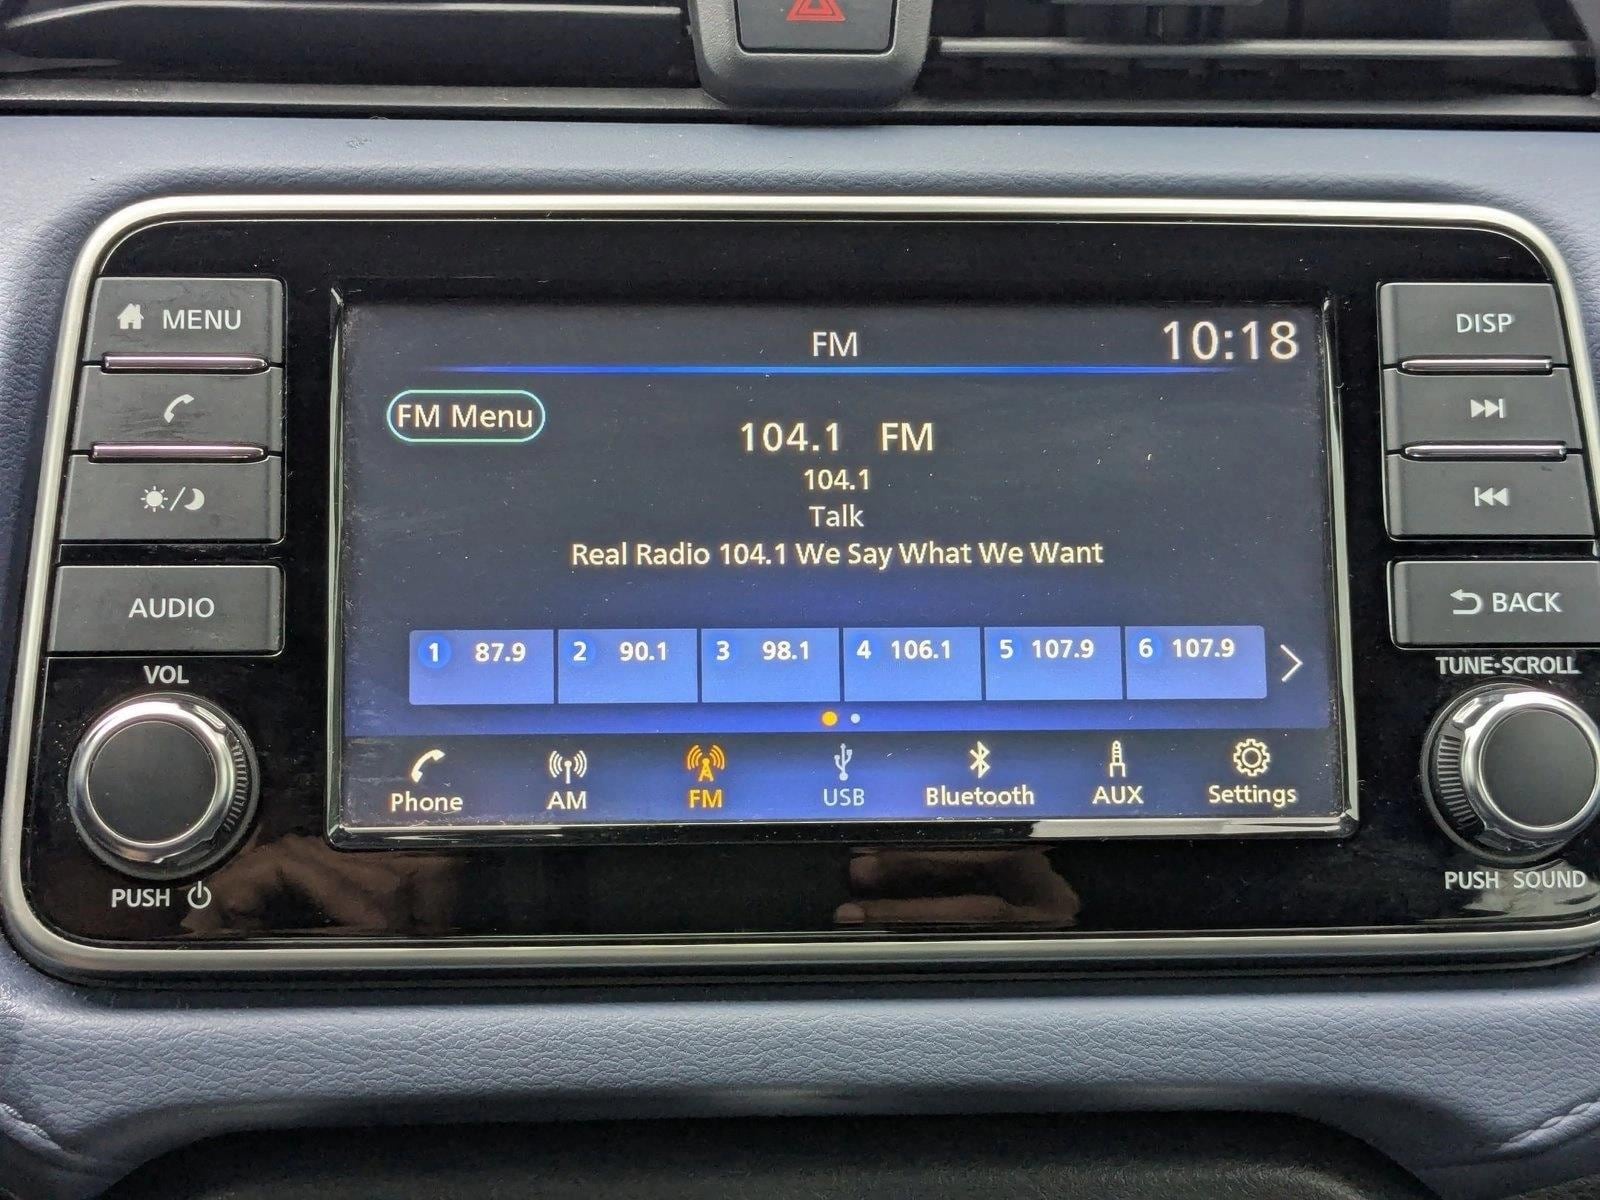 MENU
DISP
FM
10:18
FM Menu
104.1 FM
104.1
Talk
Real Radio 104.1 We Say What We Want
AUDIO
BACK
VOL
TUNE•SCROLL
1 87.9
2 90.1
3 98.1
4 106.1
5 107.9
6 107.9
Phone
AM
FM
USB
Bluetooth
AUX
Settings
PUSH
PUSH SOUND